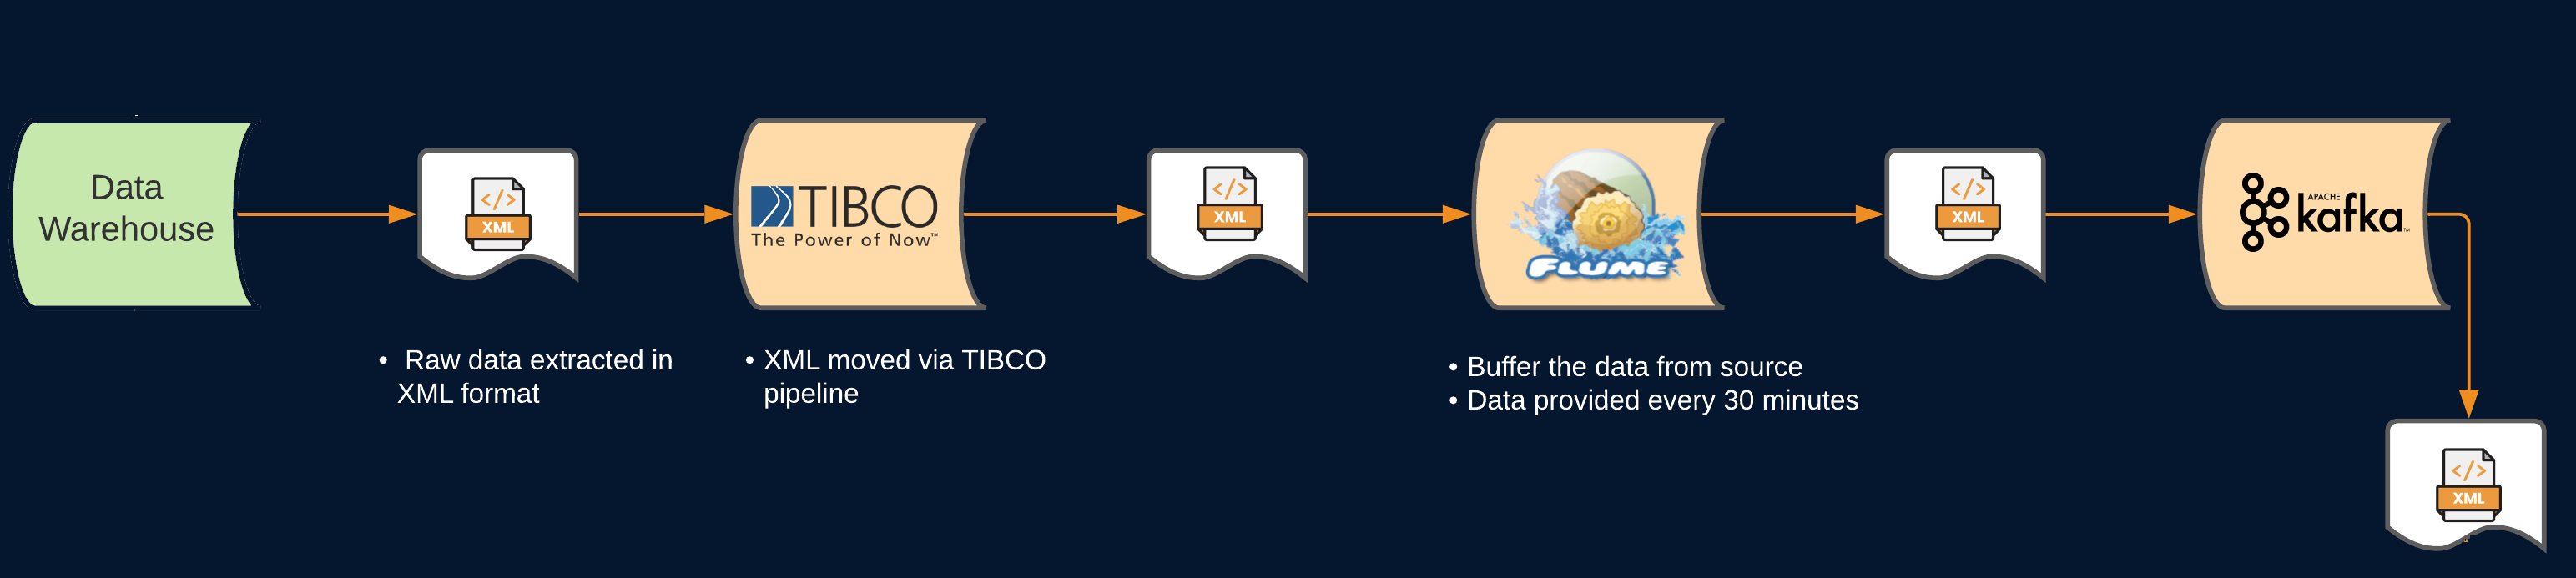 Data
Warehouse
</>
XML
TIBCO
The Power of Now™
</>
XML
FLUME
</>
XML
APACHE
kafka™
• Raw data extracted in
XML format
• XML moved via TIBCO
pipeline
• Buffer the data from source
• Data provided every 30 minutes
</>
XML